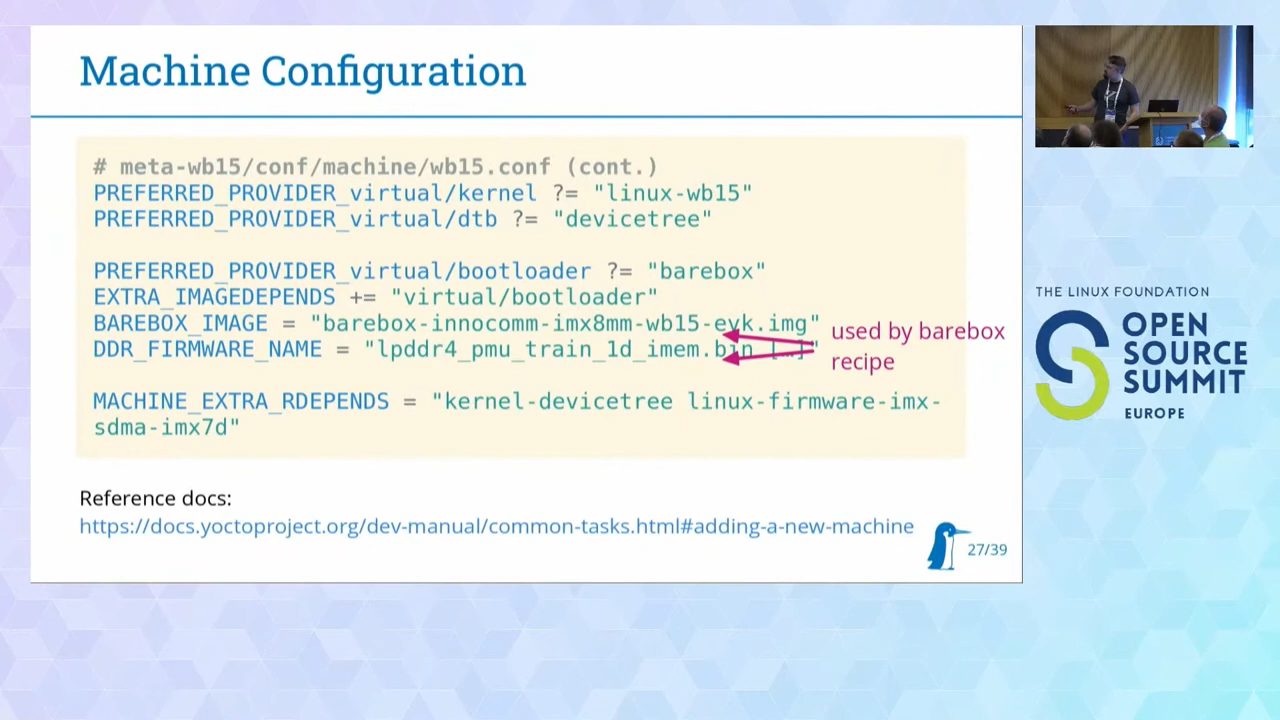 Machine Configuration
# meta-wb15/conf/machine/wb15.conf (cont.)
PREFERRED_PROVIDER_virtual/kernel ?= "linux-wb15"
PREFERRED_PROVIDER_virtual/dtb ?= "devicetree"
PREFERRED_PROVIDER_virtual/bootloader ?= "barebox"
EXTRA_IMAGEDEPENDS += "virtual/bootloader"
BAREBOX_IMAGE = "barebox-innocomm-imx8mm-wb15-evk.img"
DDR_FIRMWARE_NAME = "lpddr4_pmu_train_1d_imem.bin […]"
used by barebox
recipe
MACHINE_EXTRA_RDEPENDS = "kernel-devicetree linux-firmware-imx-
sdma-imx7d"
Reference docs:
https://docs.yoctoproject.org/dev-manual/common-tasks.html#adding-a-new-machine
27/39
THE LINUX FOUNDATION
OPEN
SOURCE
SUMMIT
EUROPE